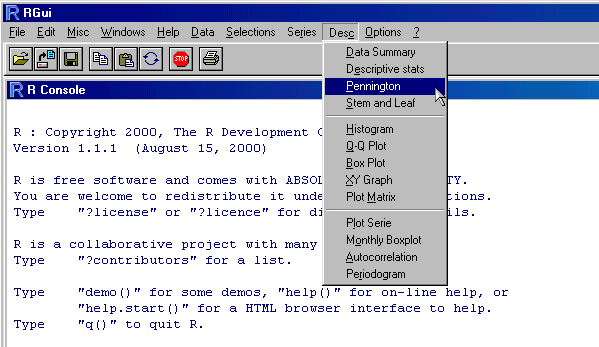 RGui
File Edit Misc Windows Help Data Selections Series Desc Options ?
STOP
Data Summary
Descriptive stats
Pennington
Stem and Leaf
Histogram
Q-Q Plot
Box Plot
XY Graph
Plot Matrix
Plot Serie
Monthly Boxplot
Autocorrelation
Periodogram
R Console
R : Copyright 2000, The R Development C
Version 1.1.1 (August 15, 2000)
R is free software and comes with ABSOL TY.
You are welcome to redistribute it unde tions.
Type "?license" or "?licence" for di ils.
R is a collaborative project with many
Type "?contributors" for a list.
Type "demo()" for some demos, "help()" for on-line help, or
"help.start()" for a HTML browser interface to help.
Type "q()" to quit R.